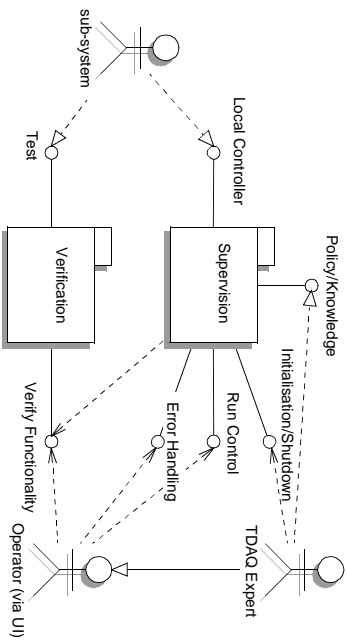 sub-system
Local Controller
Test
Policy/Knowledge
Supervision
Verification
Initialisation/Shutdown
Run Control
Error Handling
Verify Functionality
TDAQ Expert
Operator (via UI)